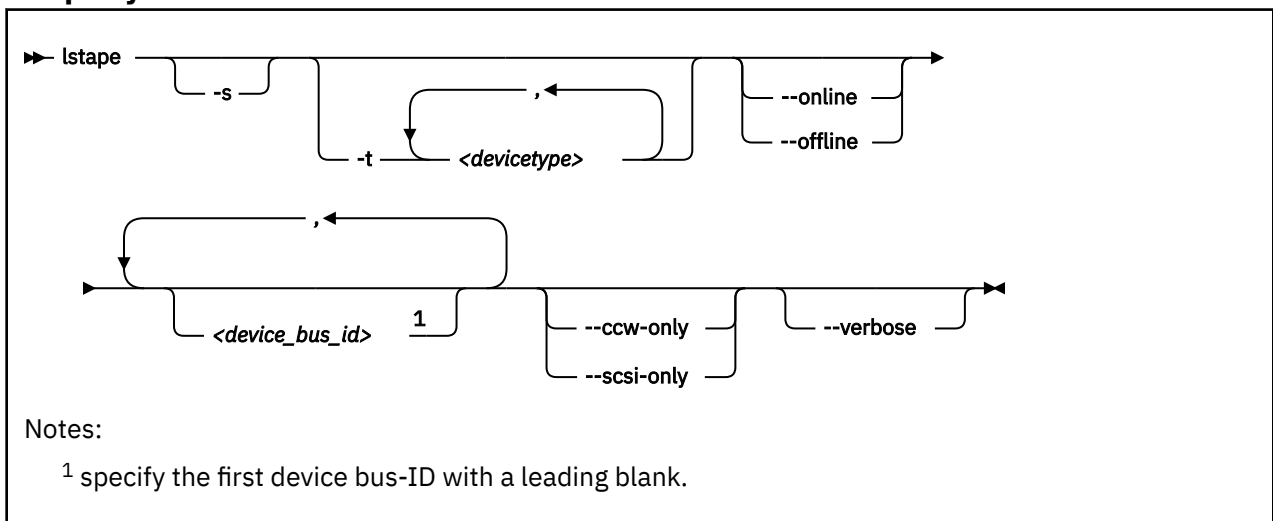 lstape
-s
-t
,
<devicetype>
--online
--offline
,
<device_bus_id> 1
--ccw-only
--scsi-only
--verbose
Notes:
1 specify the first device bus-ID with a leading blank.